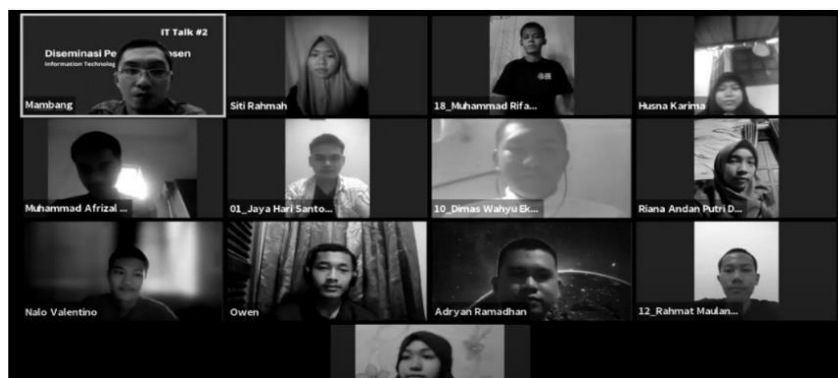 IT Talk #2
Diseminasi Pe
osen
Information Technolog
Mambang
Siti Rahmah
18_Muhammad Rifa...
Husna Karima
Muhammad Afrizal ...
01_Jaya Hari Santo...
10_Dimas Wahyu Ek...
Riana Andan Putri D...
Nalo Valentino
Owen
Adryan Ramadhan
12_Rahmat Maulan...